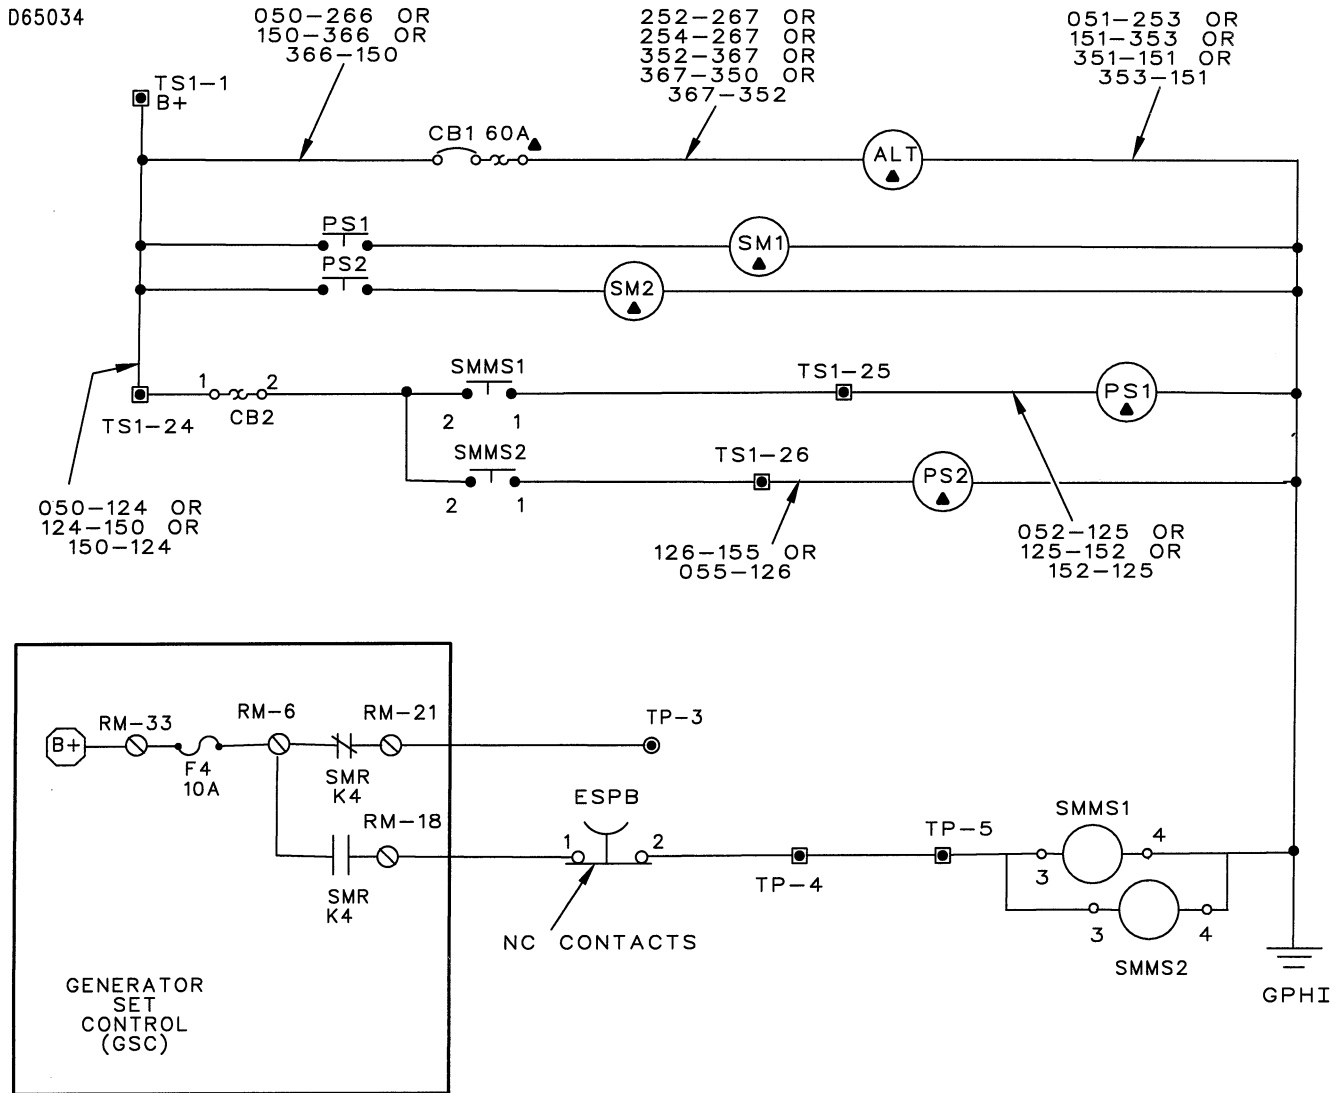 D65034
050-266 OR
150-366 OR
366-150
252-267 OR
254-267 OR
352-367 OR
367-350 OR
367-352
051-253 OR
151-353 OR
351-151 OR
353-151
TS1-1
B+
CB1 60A
ALT
PS1
SM1
PS2
SM2
1 2
CB2
TS1-24
SMMS1
2 1
TS1-25
PS1
SMMS2
2 1
TS1-26
PS2
050-124 OR
124-150 OR
150-124
126-155 OR
055-126
052-125 OR
125-152 OR
152-125
B+
RM-33
F4
10A
RM-6
SMR
K4
RM-21
TP-3
SMR
K4
RM-18
ESPB
1 2
NC CONTACTS
TP-4
TP-5
SMMS1
3 4
3 4
SMMS2
GPHI
GENERATOR
SET
CONTROL
(GSC)